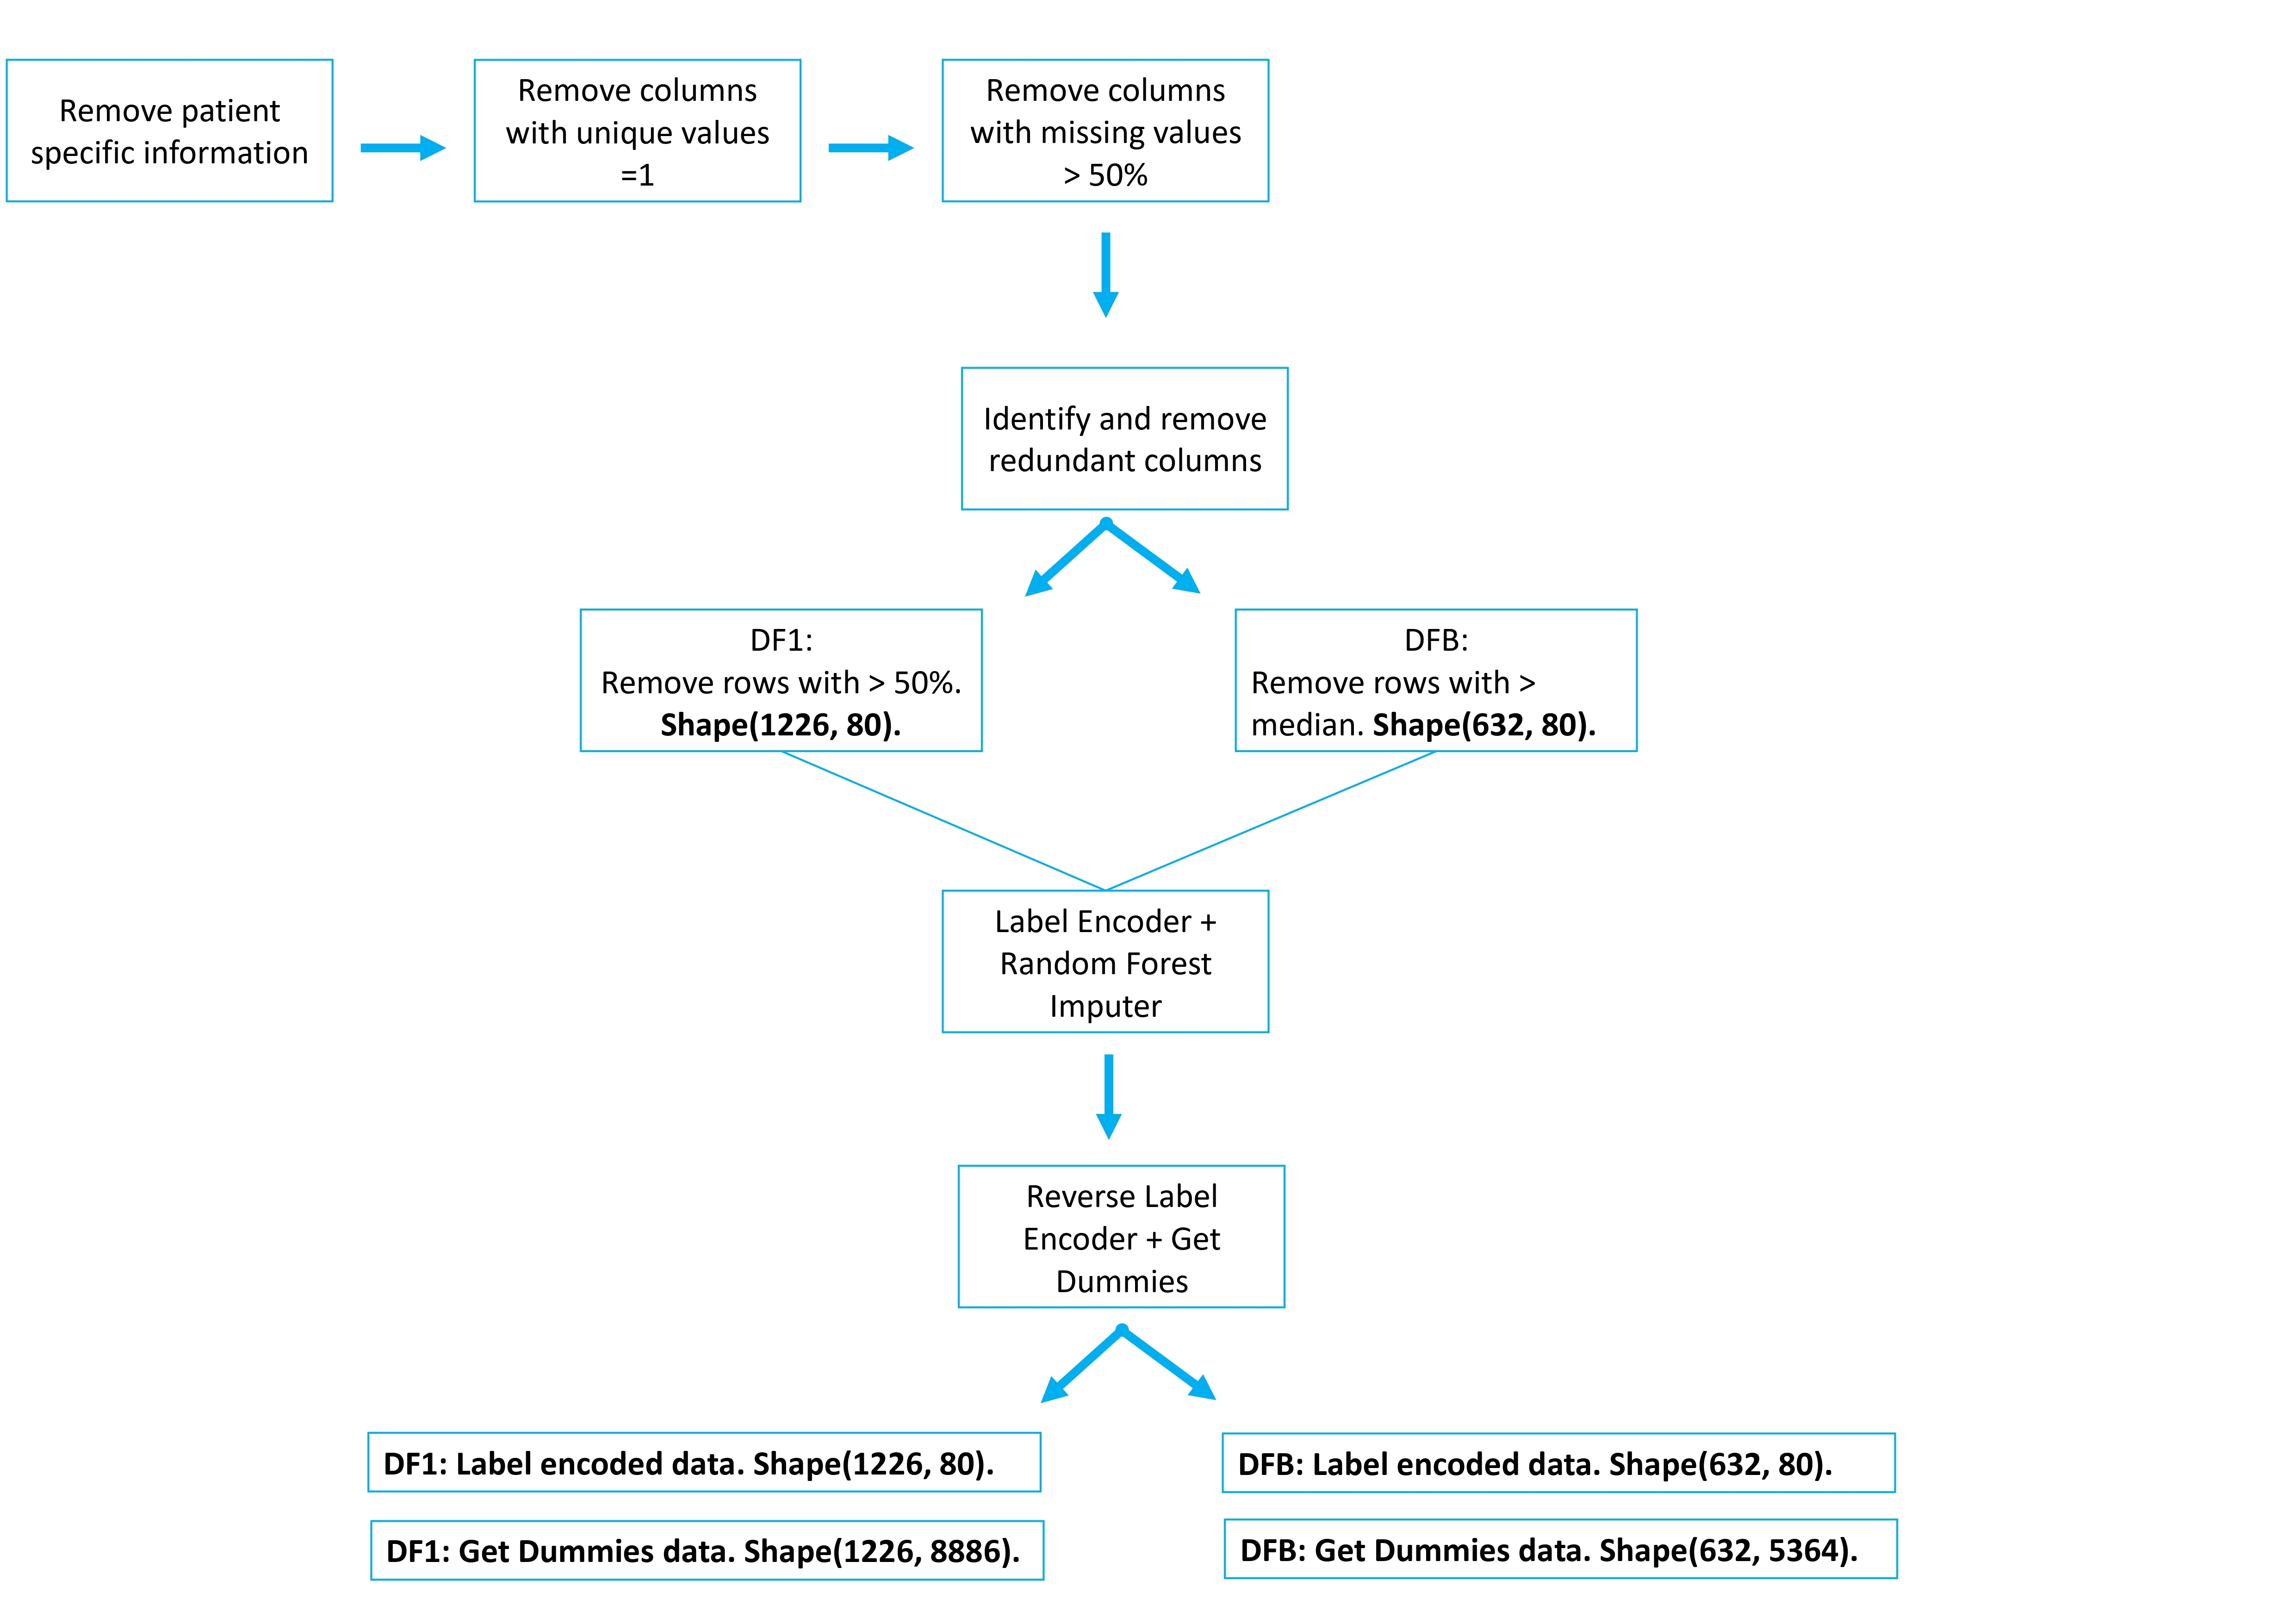 Remove patient
specific information
Remove columns
with unique values
=1
Remove columns
with missing values
> 50%
Identify and remove
redundant columns
DF1:
Remove rows with > 50%.
Shape(1226, 80).
DFB:
Remove rows with >
median. Shape(632, 80).
Label Encoder +
Random Forest
Imputer
Reverse Label
Encoder + Get
Dummies
DF1: Label encoded data. Shape(1226, 80).
DFB: Label encoded data. Shape(632, 80).
DF1: Get Dummies data. Shape(1226, 8886).
DFB: Get Dummies data. Shape(632, 5364).